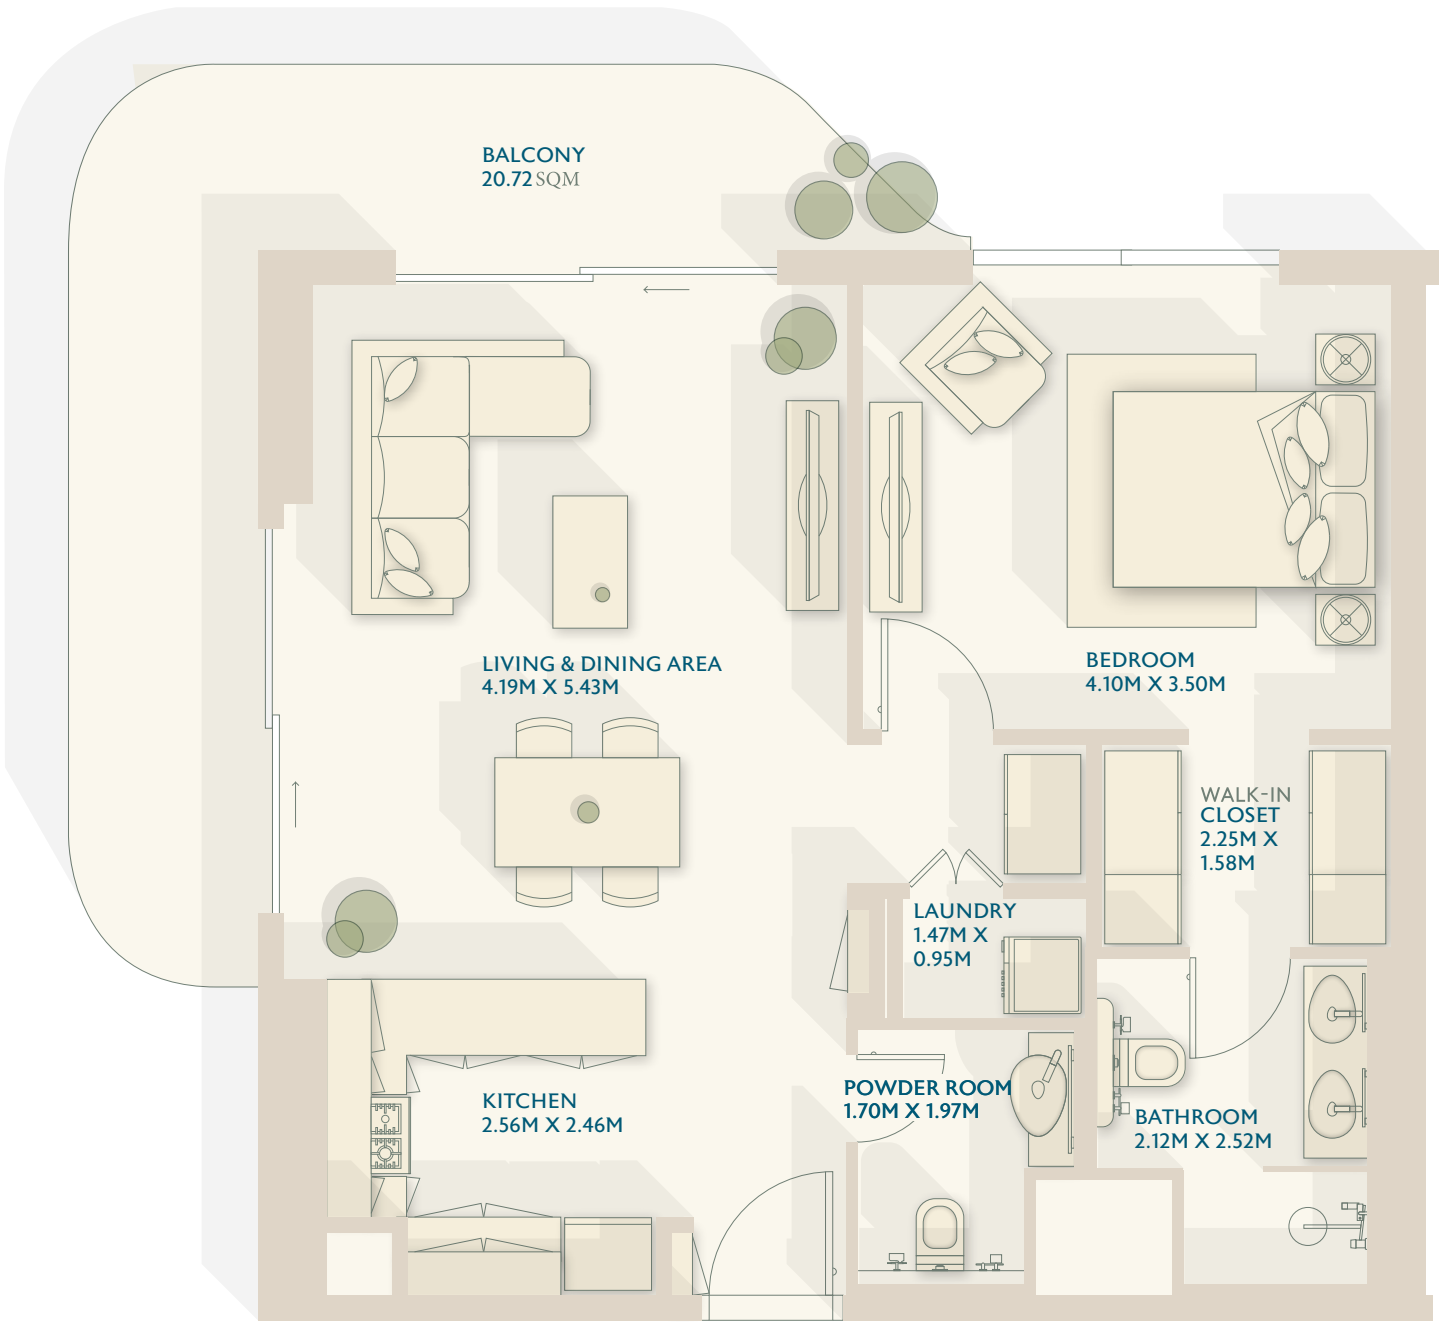 BALCONY
20.72 SQM
LIVING & DINING AREA
4.19M X 5.43M
BEDROOM
4.10M X 3.50M
WALK-IN
CLOSET
2.25M X
1.58M
LAUNDRY
1.47M X
0.95M
KITCHEN
2.56M X 2.46M
POWDER ROOM
1.70M X 1.97M
BATHROOM
2.12M X 2.52M